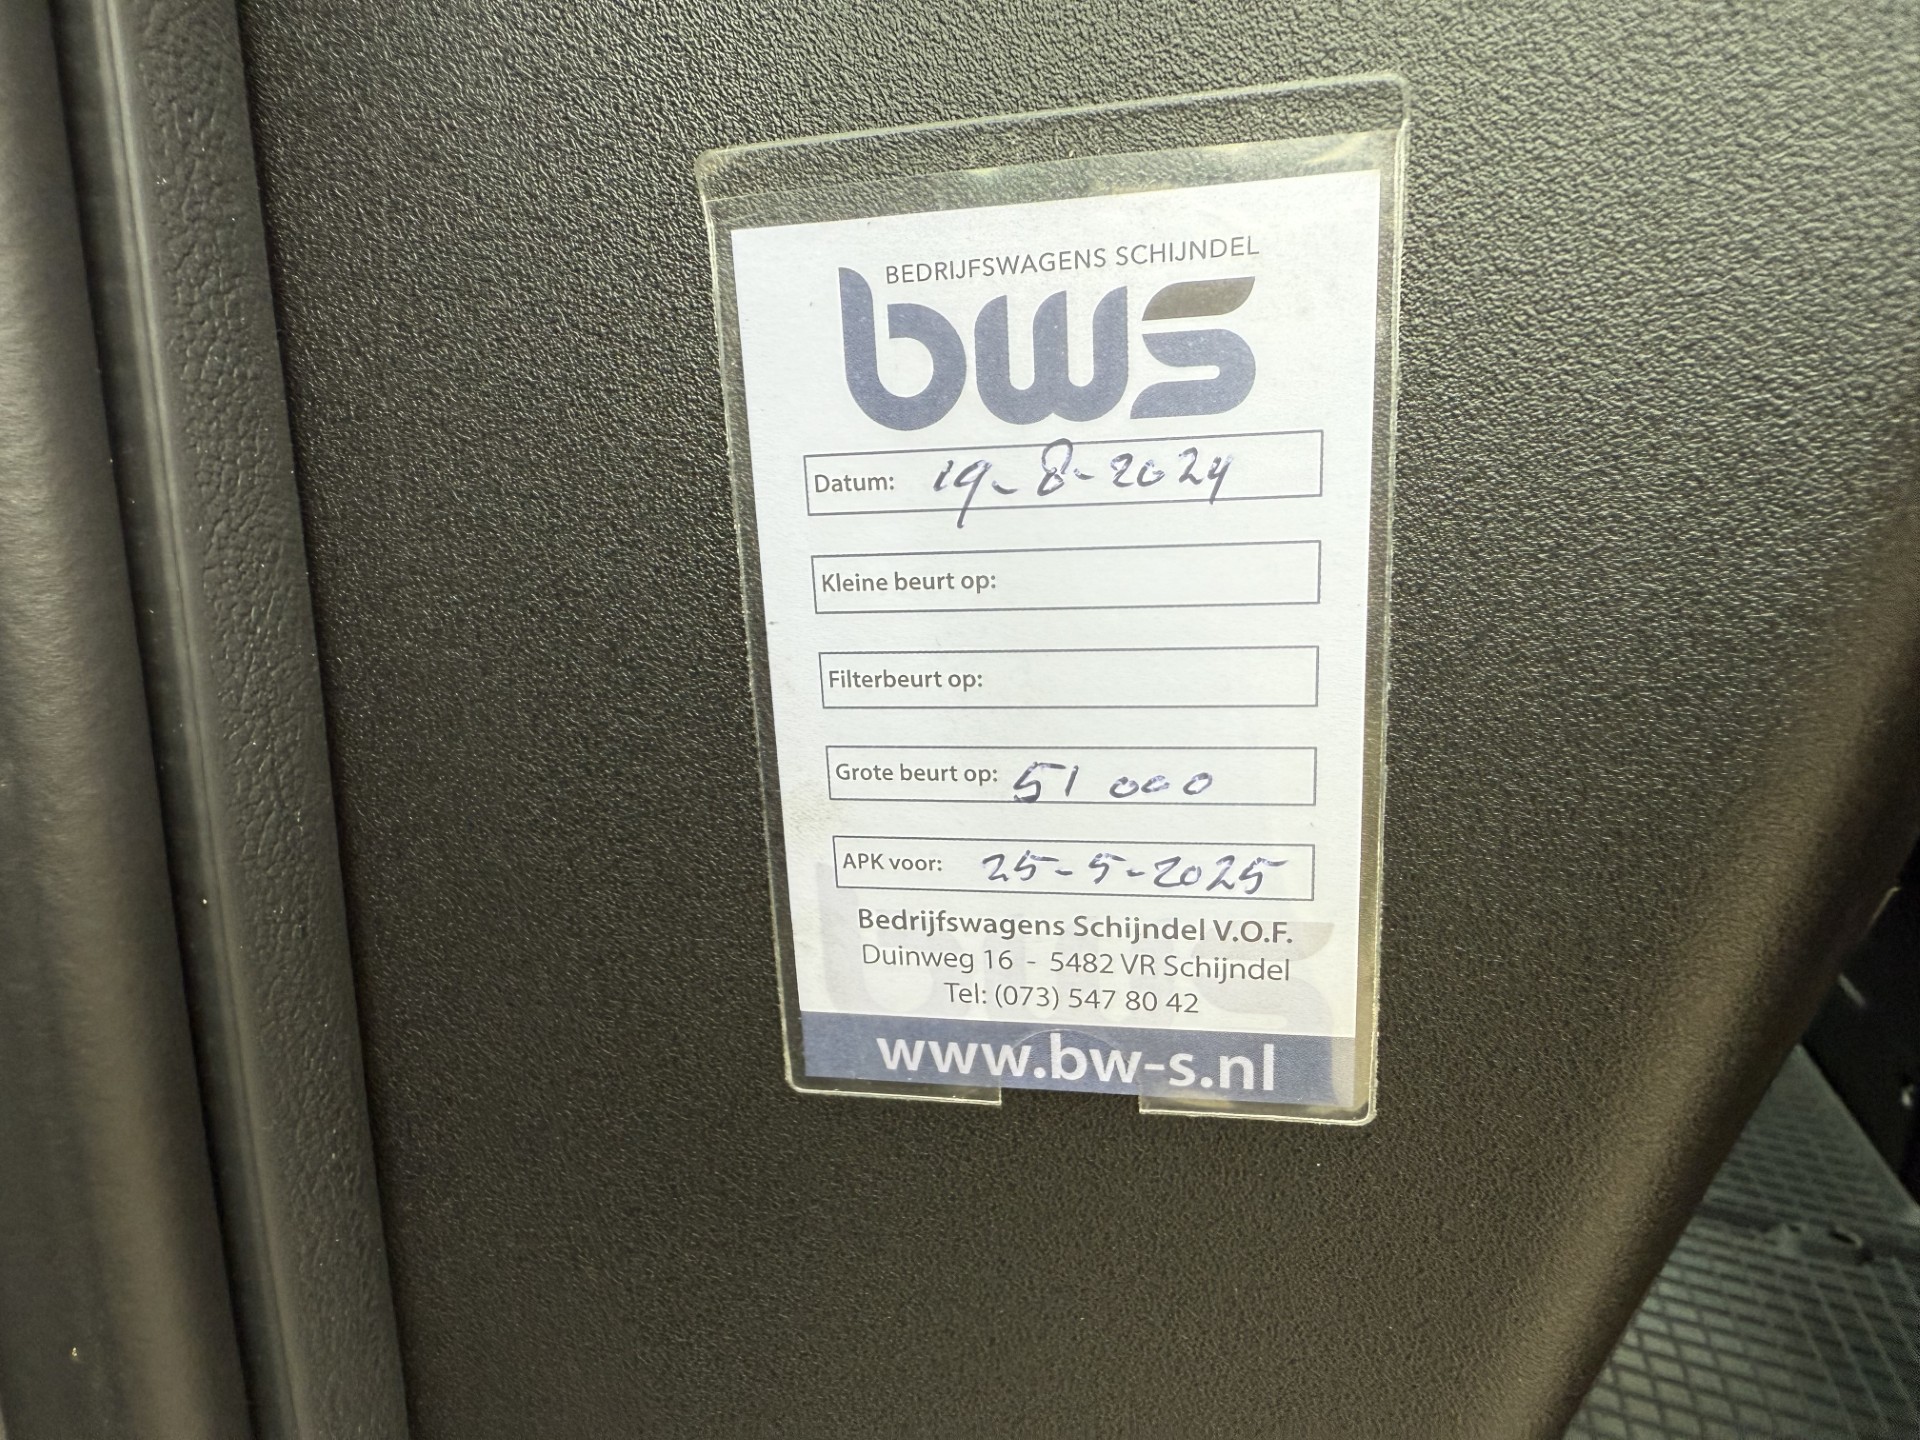 BEDRIJFSWAGENS SCHIJNDEL
bws
Datum: 19-8-2024
Kleine beurt op:
Filterbeurt op:
Grote beurt op: 51 000
APK voor: 25-5-2025
Bedrijfswagens Schijndel V.O.F.
Duinweg 16 - 5482 VR Schijndel
Tel: (073) 547 80 42
www.bw-s.nl